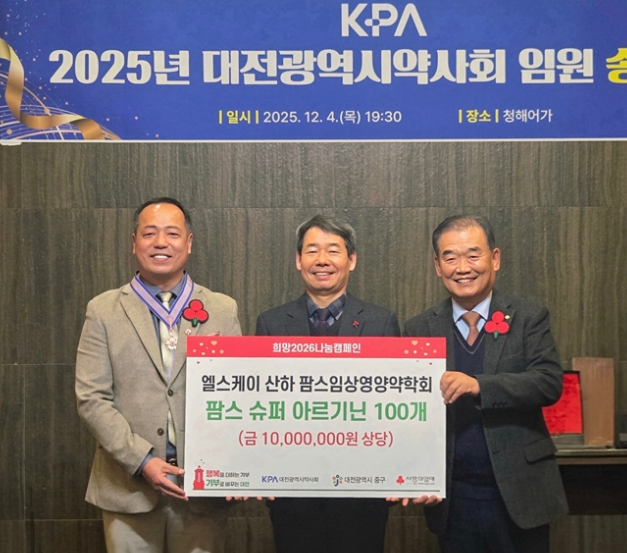 KPA
2025년 대전광역시약사회 임원 송
| 일시 | 2025. 12. 4.(목) 19:30
| 장소 | 청해어가
희망2026나눔캠페인
엘스케이 산하 팜스임상영양약학회
팜스 슈퍼 아르기닌 100개
(금 10,000,000원 상당)
행복을 더하는 기부
기부로 바꾸는 대전
KPA 대전광역시약사회
대전광역시 중구
사랑의열매